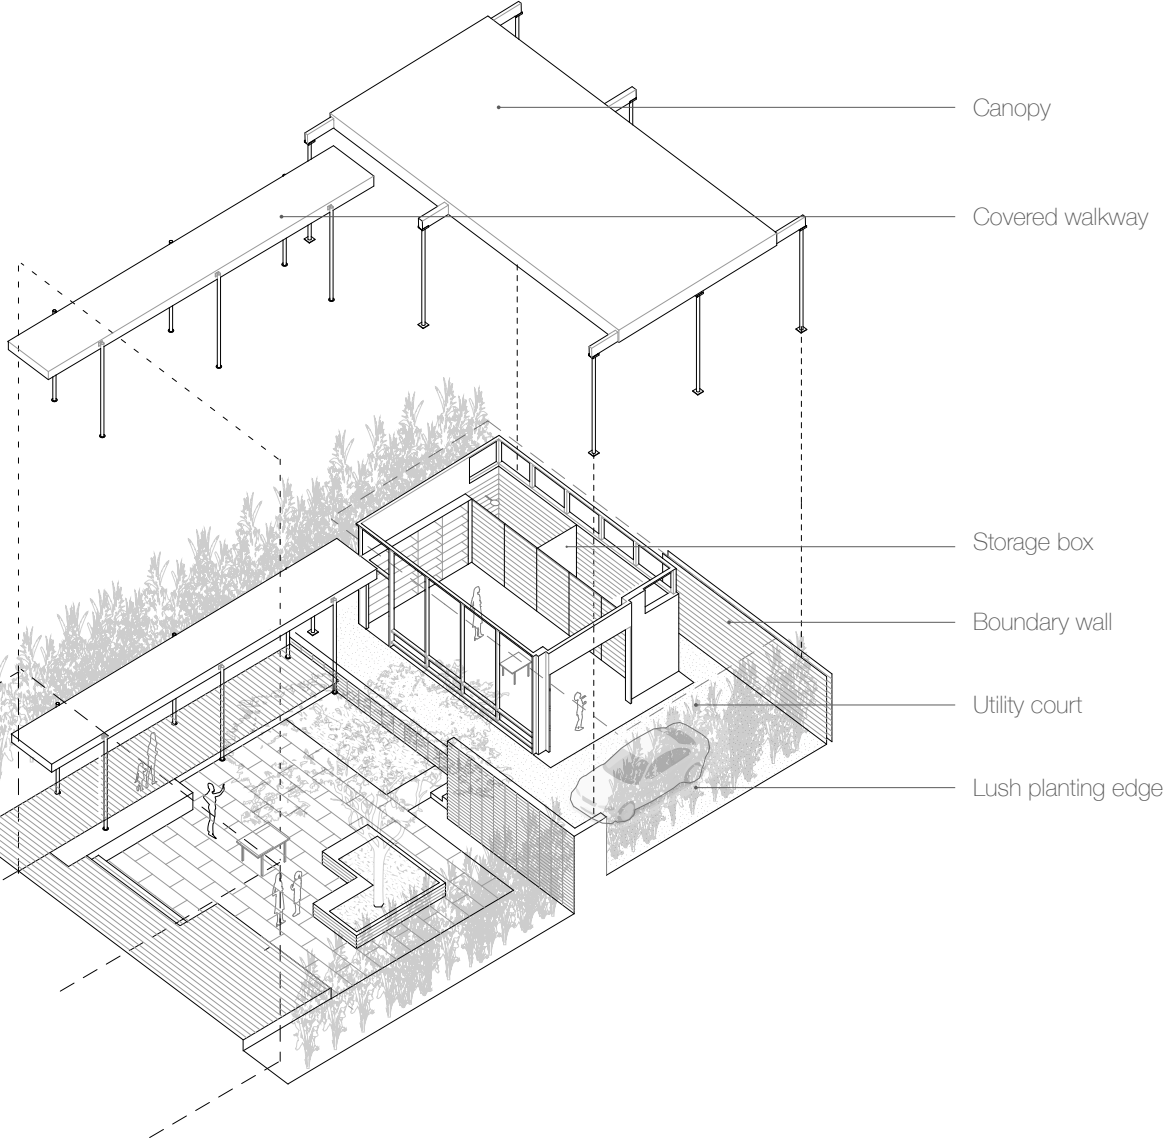 Canopy
Covered walkway
Storage box
Boundary wall
Utility court
Lush planting edge